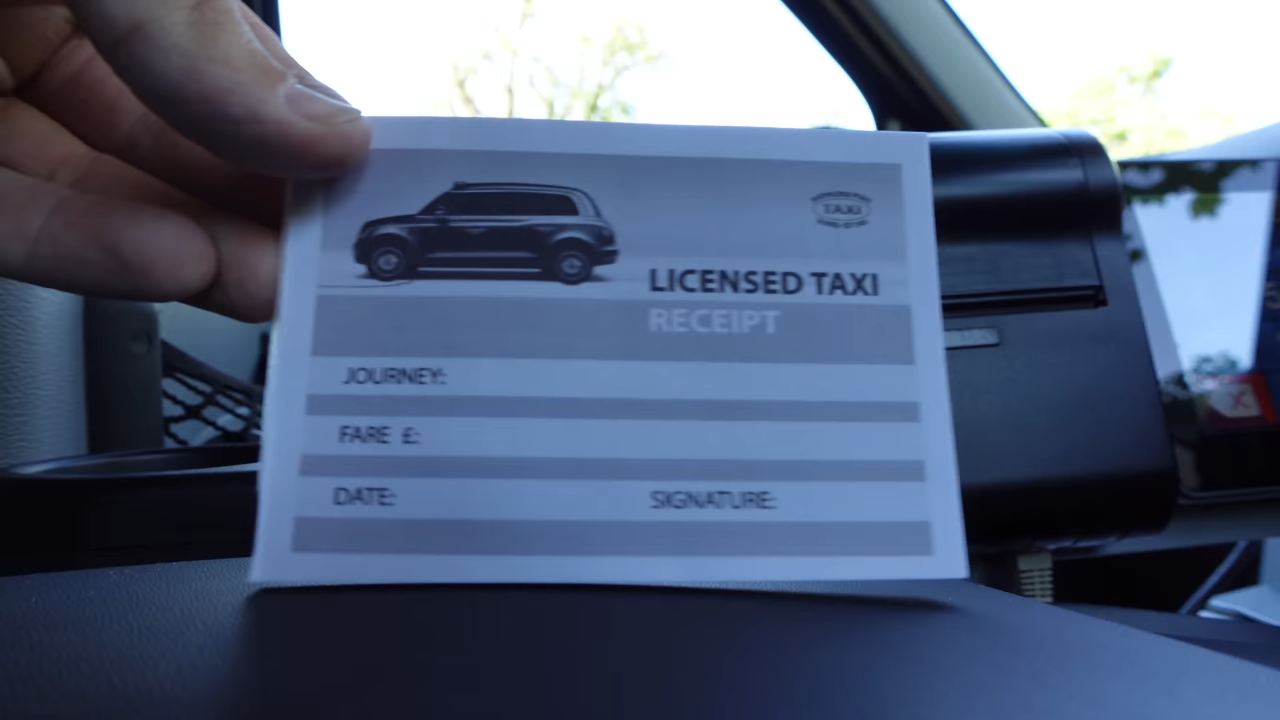 TAXI
LICENSED TAXI
RECEIPT
JOURNEY:
FARE £:
DATE:
SIGNATURE: